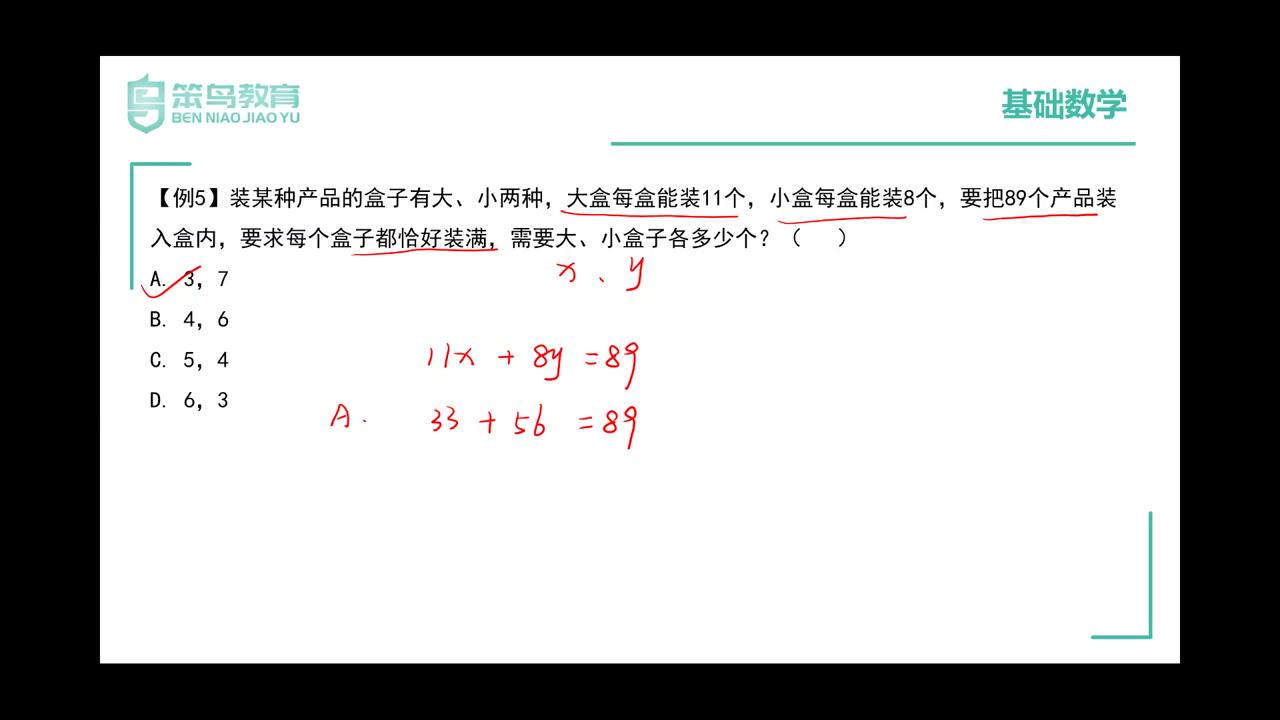 笨鸟教育
BEN NIAO JIAO YU
基础数学
【例5】装某种产品的盒子有大、小两种，大盒每盒能装11个，小盒每盒能装8个，要把89个产品装
入盒内，要求每个盒子都恰好装满，需要大、小盒子各多少个？（ ）
x、y
A. 3，7
B. 4，6
11x + 8y = 89
C. 5，4
D. 6，3
A. 33 + 56 = 89